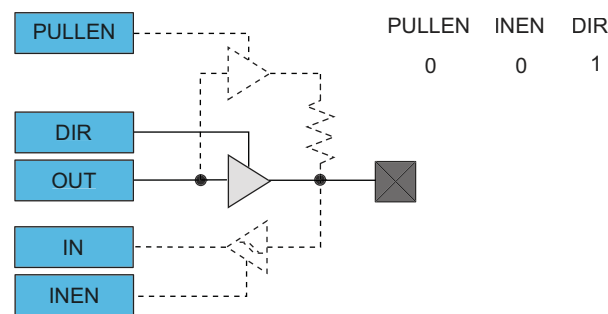 PULLEN
PULLEN INEN DIR
0 0 1
DIR
OUT
IN
INEN